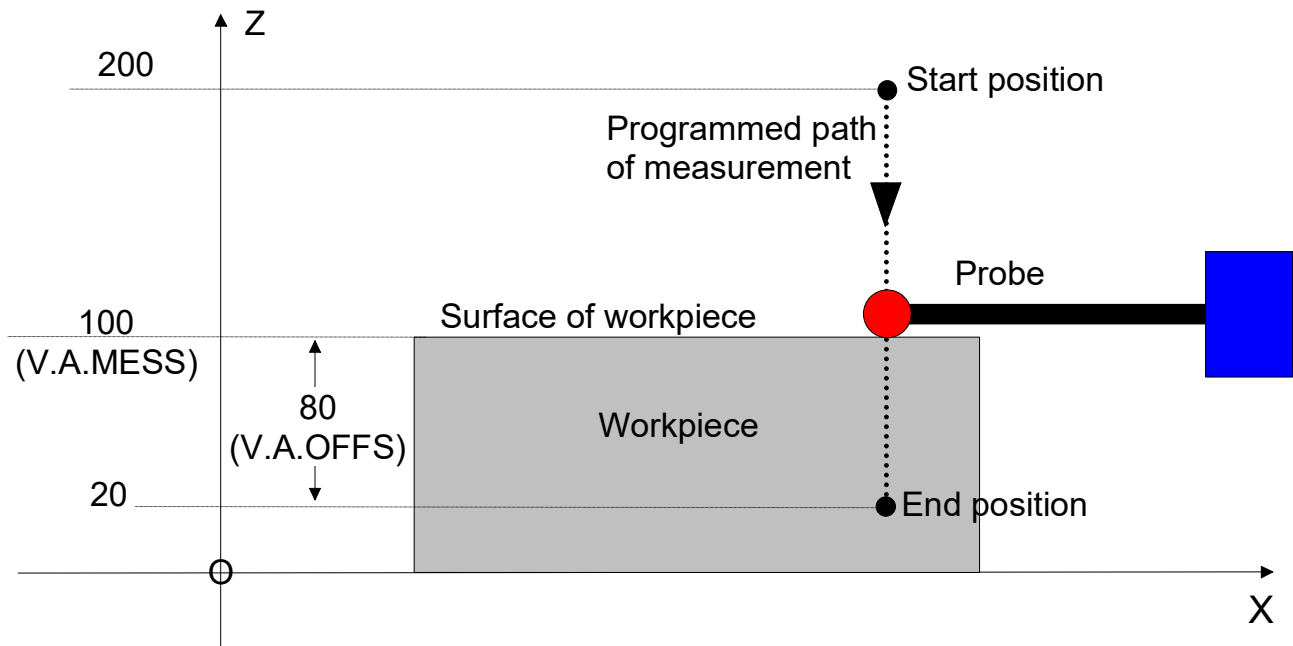 Z
200
Start position
Programmed path
of measurement
Probe
Surface of workpiece
100
(V.A.MESS)
80
(V.A.OFFS)
Workpiece
20
End position
O
X